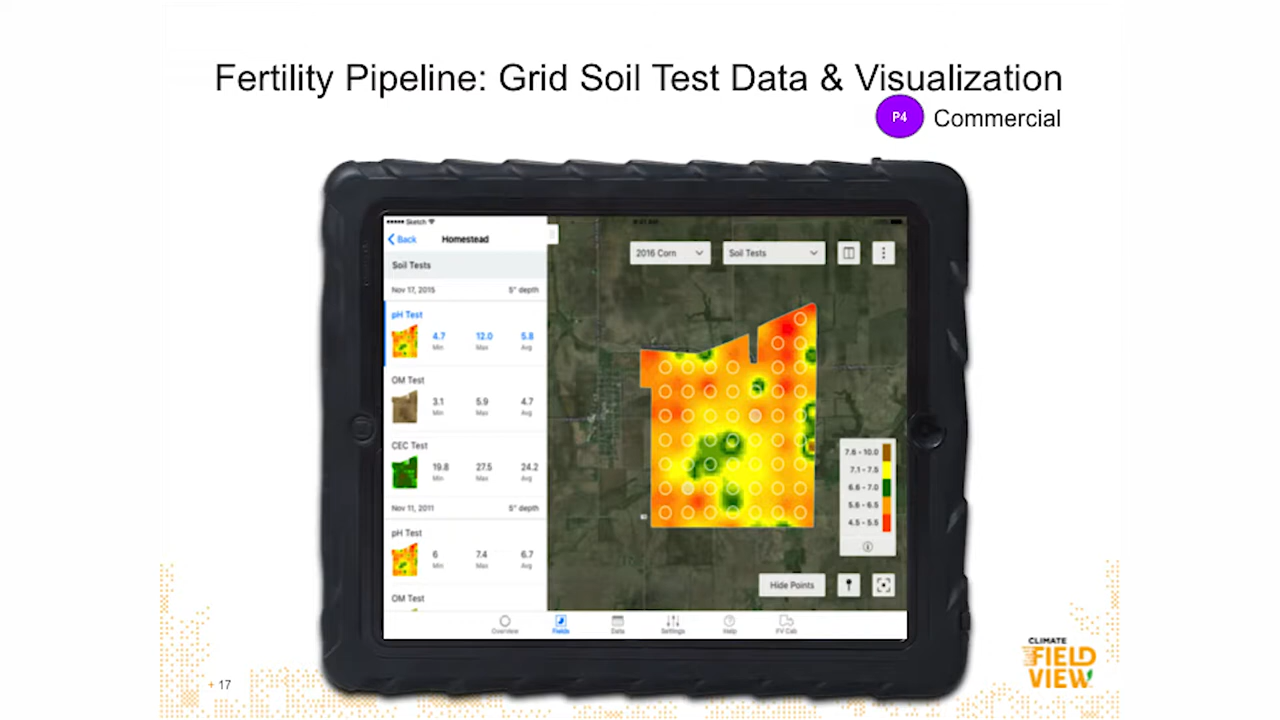 Fertility Pipeline: Grid Soil Test Data & Visualization
P4 Commercial
Sketch
Back Homestead
Soil Tests
Nov 17, 2015 5" depth
pH Test
4.7 12.0 5.8
Min Max Avg
OM Test
3.1 5.9 4.7
Min Max Avg
CEC Test
19.8 27.5 24.2
Min Max Avg
Nov 11, 2011 5" depth
pH Test
6 7.4 6.7
Min Max Avg
OM Test
2016 Corn Soil Tests
7.6 - 10.0
7.1 - 7.5
6.6 - 7.0
5.6 - 6.5
4.5 - 5.5
Hide Points
Overview Fields Data Settings Help FV Cab
+ 17
CLIMATE
FIELD
VIEW